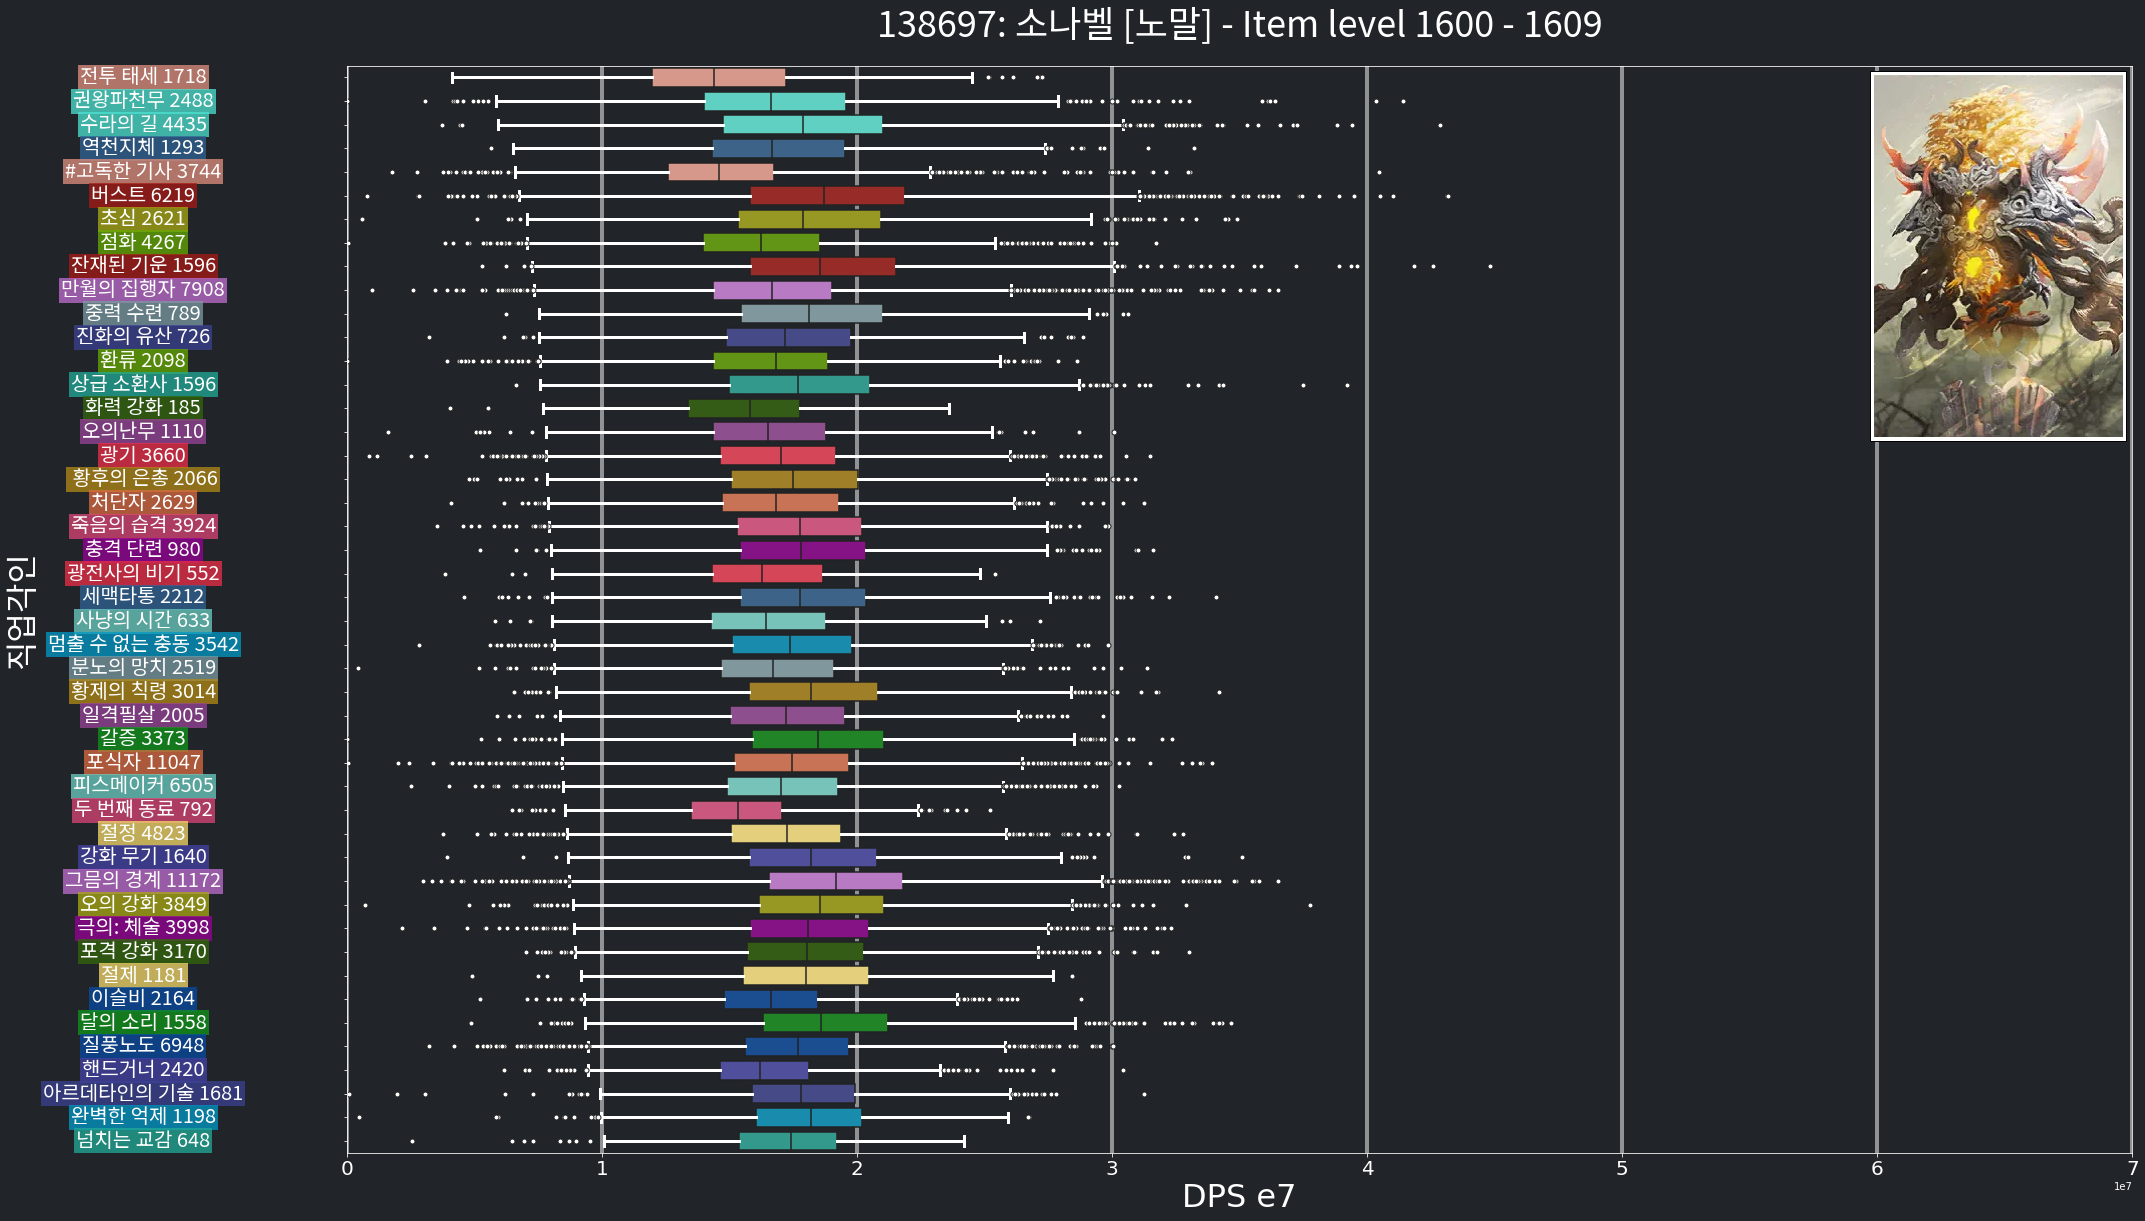 138697: 소나벨 [노말] - Item level 1600 - 1609
전투 태세 1718
권왕파천무 2488
수라의 길 4435
역천지체 1293
#고독한 기사 3744
버스트 6219
초심 2621
점화 4267
잔재된 기운 1596
만월의 집행자 7908
중력 수련 789
진화의 유산 726
환류 2098
상급 소환사 1596
화력 강화 185
오의난무 1110
광기 3660
황후의 은총 2066
처단자 2629
죽음의 습격 3924
충격 단련 980
광전사의 비기 552
세맥타통 2212
사냥의 시간 633
멈출 수 없는 충동 3542
분노의 망치 2519
황제의 칙령 3014
일격필살 2005
갈증 3373
포식자 11047
피스메이커 6505
두 번째 동료 792
절정 4823
강화 무기 1640
그믐의 경계 11172
오의 강화 3849
극의: 체술 3998
포격 강화 3170
절제 1181
이슬비 2164
달의 소리 1558
질풍노도 6948
핸드거너 2420
아르데타인의 기술 1681
완벽한 억제 1198
넘치는 교감 648
직업각인
0 1 2 3 4 5 6 7
DPS e7
1e7